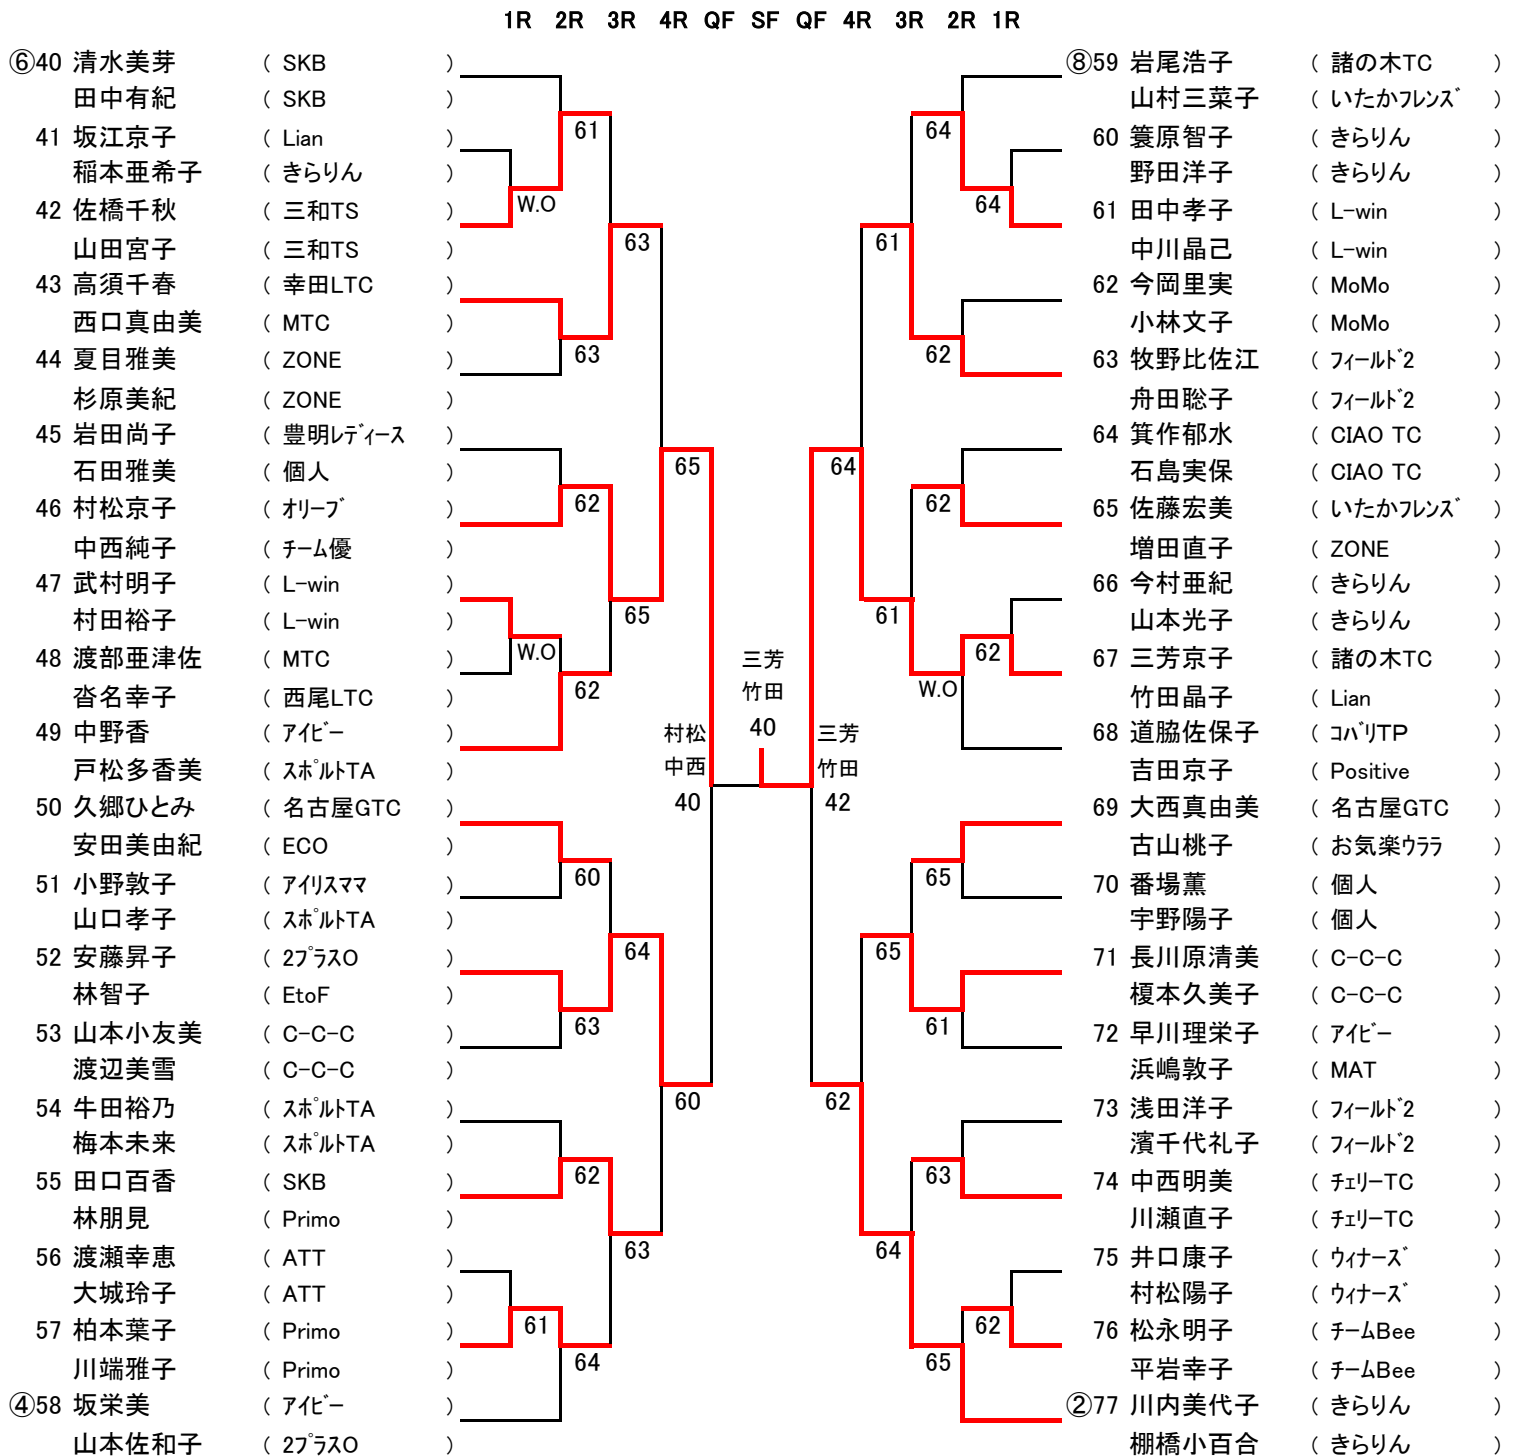 1R 2R 3R 4R QF SF QF 4R 3R 2R 1R
⑥40 清水美芽 ( SKB )
田中有紀 ( SKB )
41 坂江京子 ( Lian )
稲本亜希子 ( きらりん )
42 佐橋千秋 ( 三和TS )
山田宮子 ( 三和TS )
43 高須千春 ( 幸田LTC )
西口真由美 ( MTC )
44 夏目雅美 ( ZONE )
杉原美紀 ( ZONE )
45 岩田尚子 ( 豊明レディース )
石田雅美 ( 個人 )
46 村松京子 ( オリーブ )
中西純子 ( チーム優 )
47 武村明子 ( L-win )
村田裕子 ( L-win )
48 渡部亜津佐 ( MTC )
沓名幸子 ( 西尾LTC )
49 中野香 ( アイビー )
戸松多香美 ( スポルトTA )
50 久郷ひとみ ( 名古屋GTC )
安田美由紀 ( ECO )
51 小野敦子 ( アイリスママ )
山口孝子 ( スポルトTA )
52 安藤昇子 ( 2プラスO )
林智子 ( EtoF )
53 山本小友美 ( C-C-C )
渡辺美雪 ( C-C-C )
54 牛田裕乃 ( スポルトTA )
梅本未来 ( スポルトTA )
55 田口百香 ( SKB )
林朋見 ( Primo )
56 渡瀬幸恵 ( ATT )
大城玲子 ( ATT )
57 柏本葉子 ( Primo )
川端雅子 ( Primo )
④58 坂栄美 ( アイビー )
山本佐和子 ( 2プラスO )
61
W.O
63
63
65
62
65
W.O
62
60
64
63
60
62
63
61
64
村松
中西
40
三芳
竹田
40
三芳
竹田
42
64
64
61
62
64
62
61
62
W.O
65
65
61
62
63
64
62
65
⑧59 岩尾浩子 ( 諸の木TC )
山村三菜子 ( いたかフレンズ )
60 簑原智子 ( きらりん )
野田洋子 ( きらりん )
61 田中孝子 ( L-win )
中川晶己 ( L-win )
62 今岡里実 ( MoMo )
小林文子 ( MoMo )
63 牧野比佐江 ( フィールド2 )
舟田聡子 ( フィールド2 )
64 箕作郁水 ( CIAO TC )
石島実保 ( CIAO TC )
65 佐藤宏美 ( いたかフレンズ )
増田直子 ( ZONE )
66 今村亜紀 ( きらりん )
山本光子 ( きらりん )
67 三芳京子 ( 諸の木TC )
竹田晶子 ( Lian )
68 道脇佐保子 ( コバリTP )
吉田京子 ( Positive )
69 大西真由美 ( 名古屋GTC )
古山桃子 ( お気楽ウララ )
70 番場薫 ( 個人 )
宇野陽子 ( 個人 )
71 長川原清美 ( C-C-C )
榎本久美子 ( C-C-C )
72 早川理栄子 ( アイビー )
浜嶋敦子 ( MAT )
73 浅田洋子 ( フィールド2 )
濱千代礼子 ( フィールド2 )
74 中西明美 ( チェリーTC )
川瀬直子 ( チェリーTC )
75 井口康子 ( ウィナーズ )
村松陽子 ( ウィナーズ )
76 松永明子 ( チームBee )
平岩幸子 ( チームBee )
②77 川内美代子 ( きらりん )
棚橋小百合 ( きらりん )